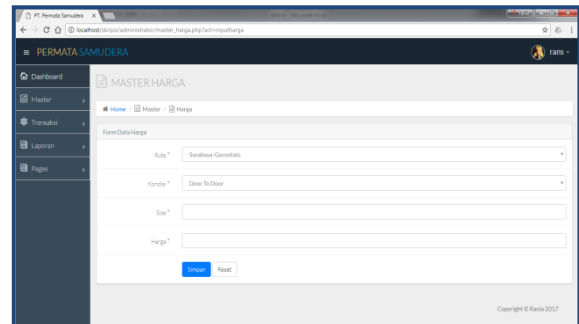 PT. Permata Samudera
localhost/skripsi/administrator/master_harga.php?act=inputharga
PERMATA SAMUDERA
rans
Dashboard
Master
Transaksi
Laporan
Pages
MASTER HARGA
Home / Master / Harga
Form Data Harga
Rute *
Surabaya-Gorontalo
Kondisi *
Door To Door
Size *
Harga *
Simpan
Reset
Copyright © Rania 2017